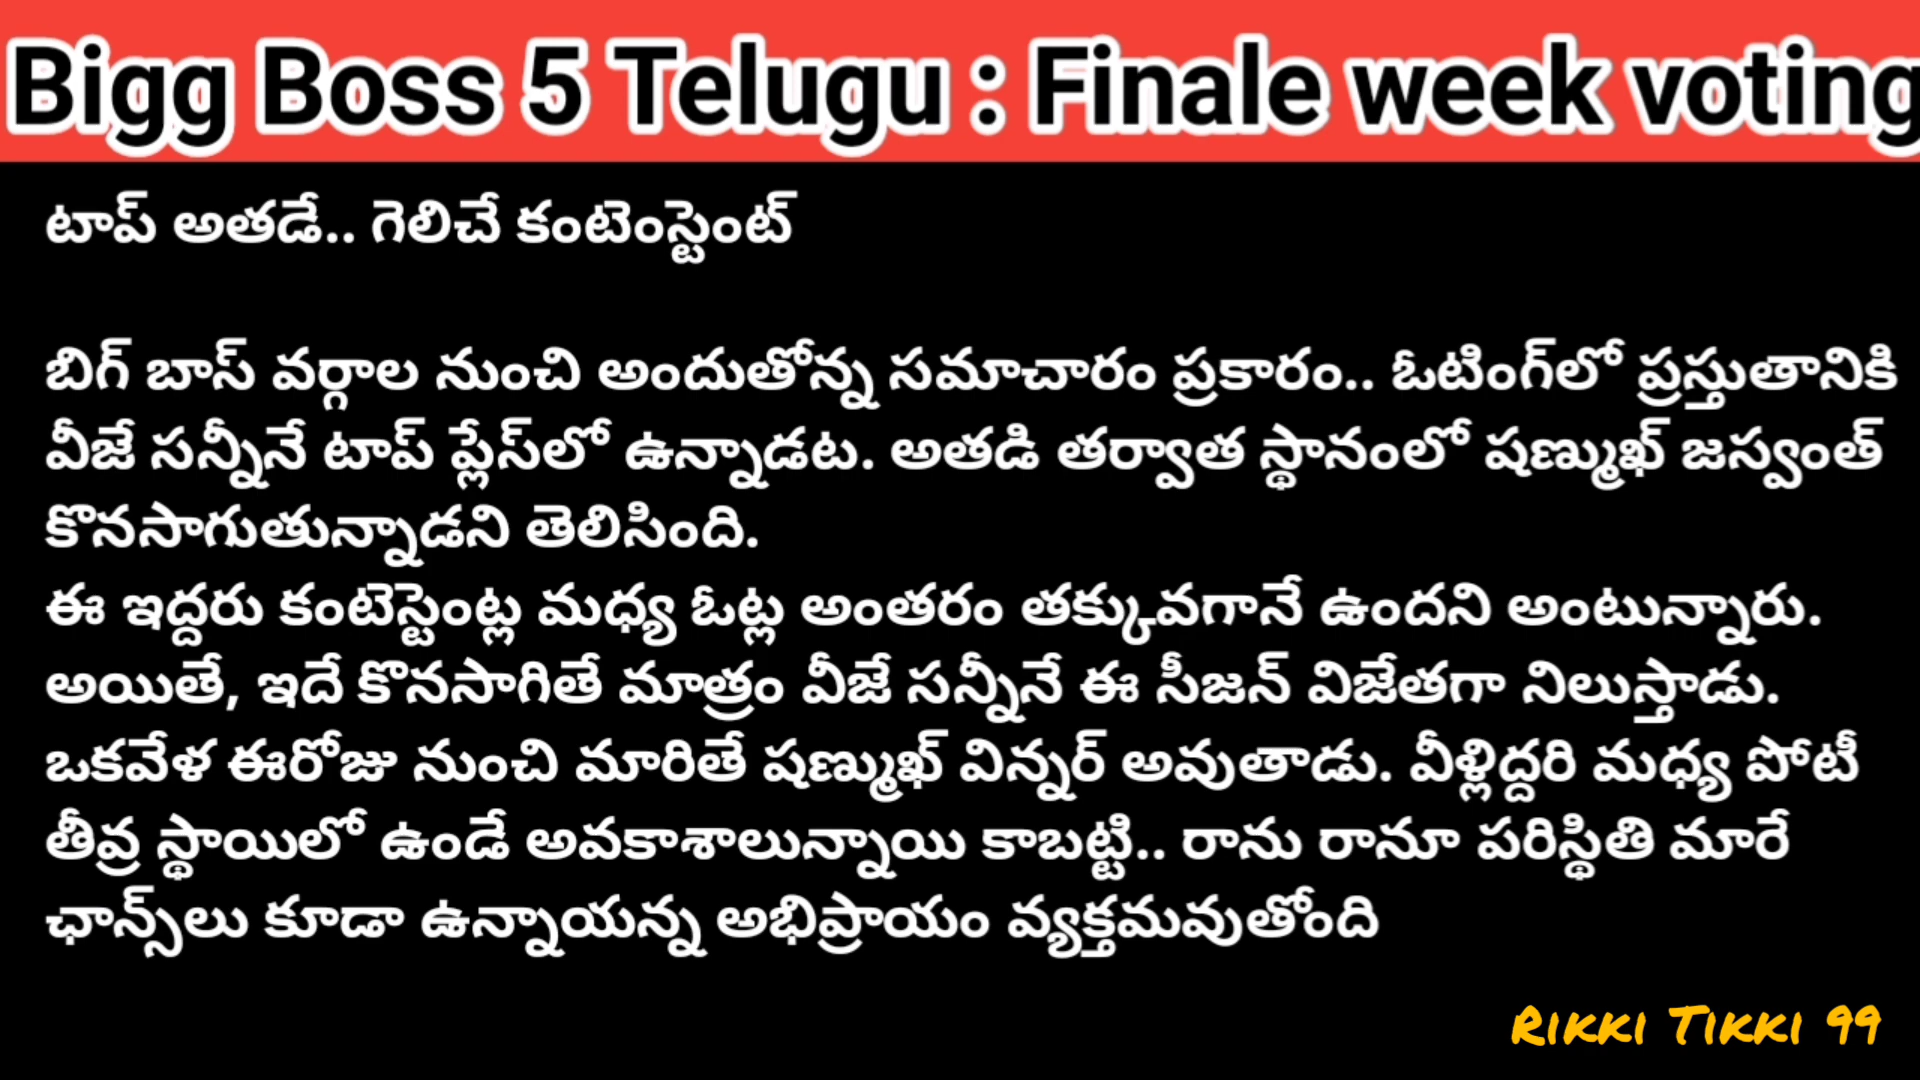 Bigg Boss 5 Telugu : Finale week voting
టాప్ అతడే.. గెలిచే కంటెంస్టెంట్
బిగ్ బాస్ వర్గాల నుంచి అందుతోన్న సమాచారం ప్రకారం.. ఓటింగ్‌లో ప్రస్తుతానికి
వీజే సన్నీనే టాప్ ప్లేస్‌లో ఉన్నాడట. అతడి తర్వాత స్థానంలో షణ్ముఖ్ జస్వంత్
కొనసాగుతున్నాడని తెలిసింది.
ఈ ఇద్దరు కంటెస్టెంట్ల మధ్య ఓట్ల అంతరం తక్కువగానే ఉందని అంటున్నారు.
అయితే, ఇదే కొనసాగితే మాత్రం వీజే సన్నీనే ఈ సీజన్ విజేతగా నిలుస్తాడు.
ఒకవేళ ఈరోజు నుంచి మారితే షణ్ముఖ్ విన్నర్ అవుతాడు. వీళ్లిద్దరి మధ్య పోటీ
తీవ్ర స్థాయిలో ఉండే అవకాశాలున్నాయి కాబట్టి.. రాను రానూ పరిస్థితి మారే
ఛాన్స్‌లు కూడా ఉన్నాయన్న అభిప్రాయం వ్యక్తమవుతోంది
Rikki Tikki 99